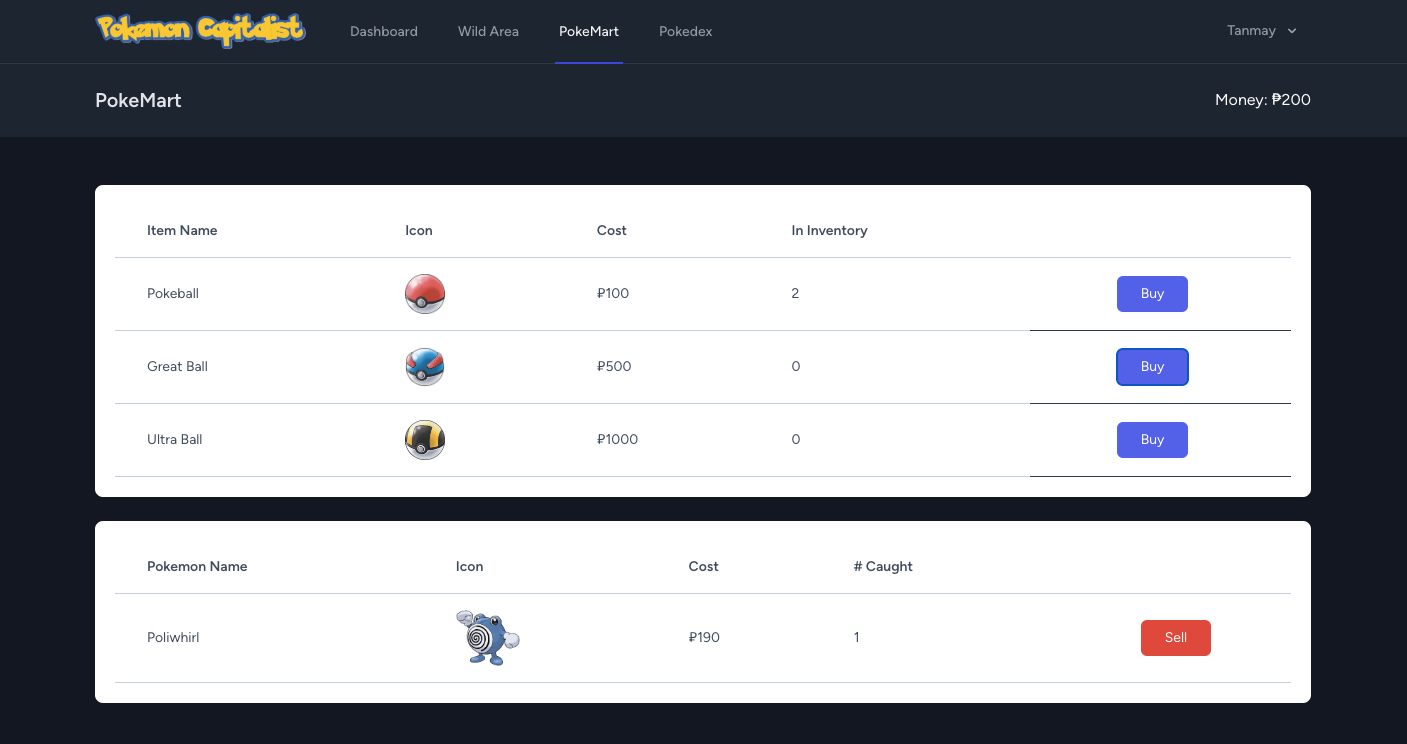 Pokemon Capitalist Dashboard Wild Area PokeMart Pokedex Tanmay
PokeMart Money: ₱200
Item Name Icon Cost In Inventory
Pokeball ₽100 2 Buy
Great Ball ₽500 0 Buy
Ultra Ball ₽1000 0 Buy
Pokemon Name Icon Cost # Caught
Poliwhirl ₽190 1 Sell